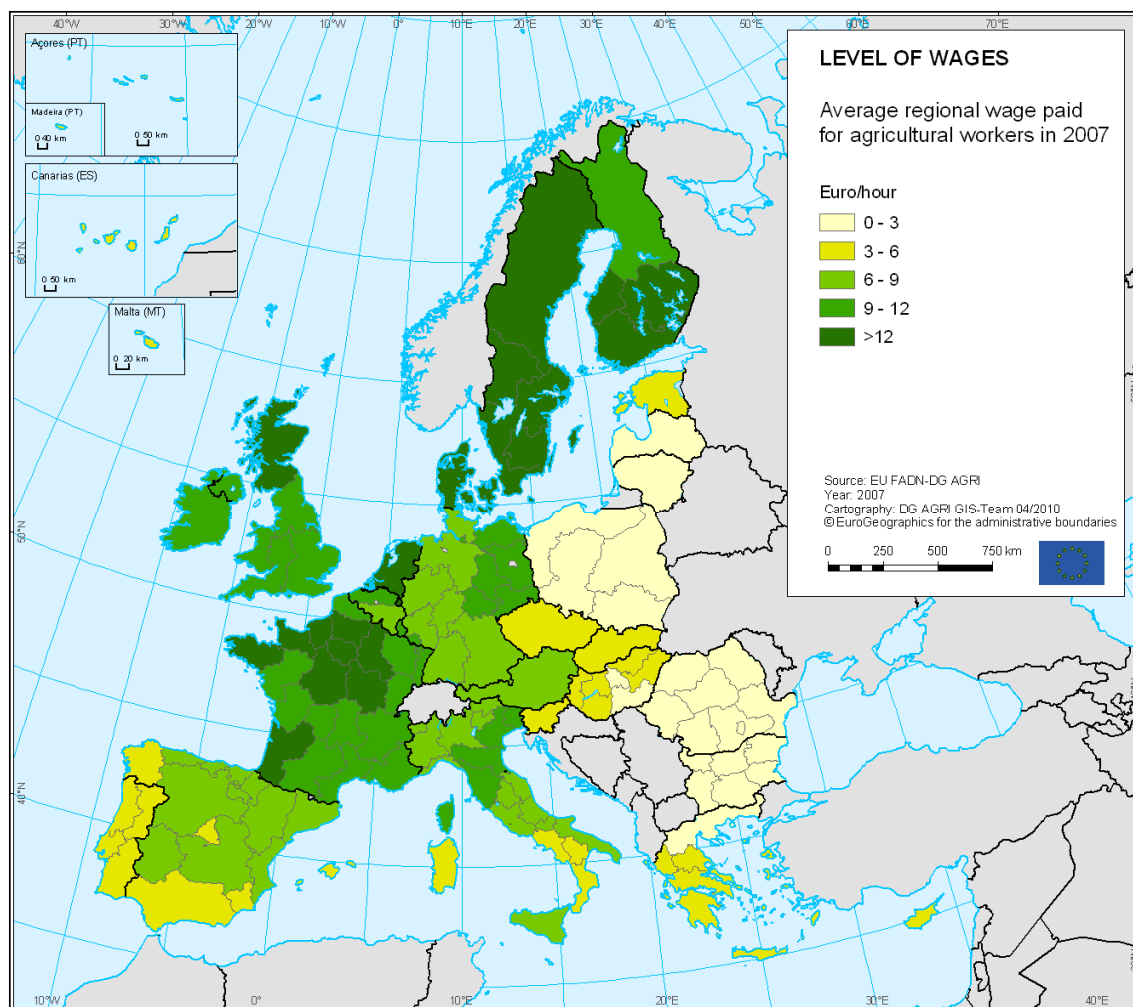 40°W
30°W
20°W
10°W
0°
10°E
20°E
30°E
40°E
50°E
60°E
70°E
Açores (PT)
Madeira (PT)
0 40 km
0 50 km
Canarias (ES)
0 50 km
Malta (MT)
0 20 km
60°N
50°N
40°N
LEVEL OF WAGES
Average regional wage paid
for agricultural workers in 2007
Euro/hour
0 - 3
3 - 6
6 - 9
9 - 12
>12
Source: EU FADN-DG AGRI
Year: 2007
Cartography: DG AGRI GIS-Team 04/2010
© EuroGeographics for the administrative boundaries
0 250 500 750 km
10°W
0°
10°E
20°E
30°E
40°E